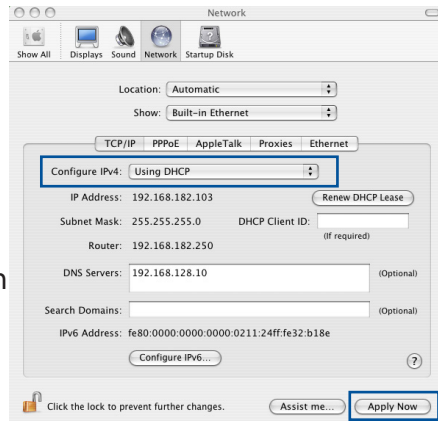 Network
Show All Displays Sound Network Startup Disk
Location: Automatic
Show: Built-in Ethernet
TCP/IP PPPoE AppleTalk Proxies Ethernet
Configure IPv4: Using DHCP
IP Address: 192.168.182.103 Renew DHCP Lease
Subnet Mask: 255.255.255.0 DHCP Client ID:
(If required)
Router: 192.168.182.250
DNS Servers: 192.168.128.10 (Optional)
Search Domains: (Optional)
IPv6 Address: fe80:0000:0000:0000:0211:24ff:fe32:b18e
Configure IPv6...
?
Click the lock to prevent further changes. Assist me... Apply Now